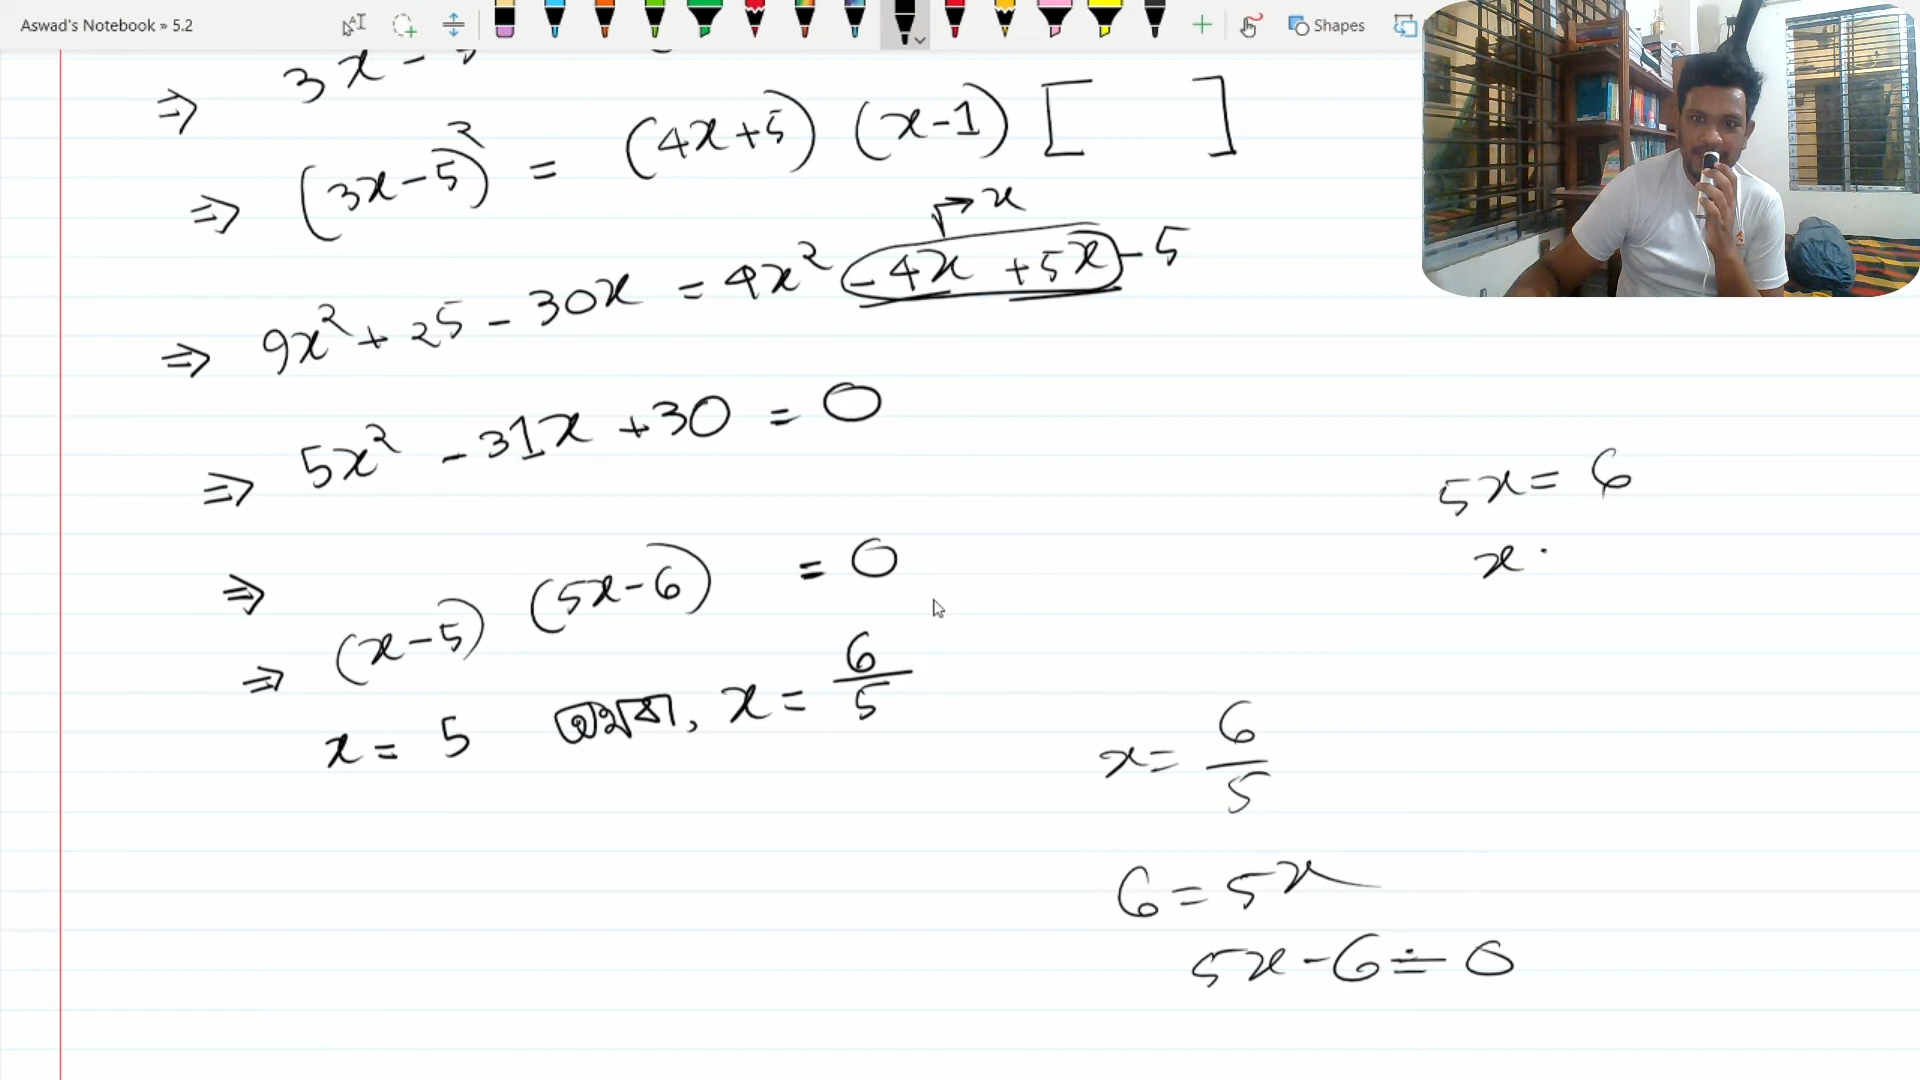 Aswad's Notebook » 5.2
Shapes
⇒ 3x -
⇒ (3x-5)² = (4x+5) (x-1) [ ]
→ x
⇒ 9x² + 25 - 30x = 4x² -4x +5x -5
⇒ 5x² - 31x +30 = 0
⇒ (x-5) (5x-6) = 0
⇒ x = 5 অথবা, x = 6/5
5x = 6
x
x = 6/5
6 = 5x
5x - 6 = 0